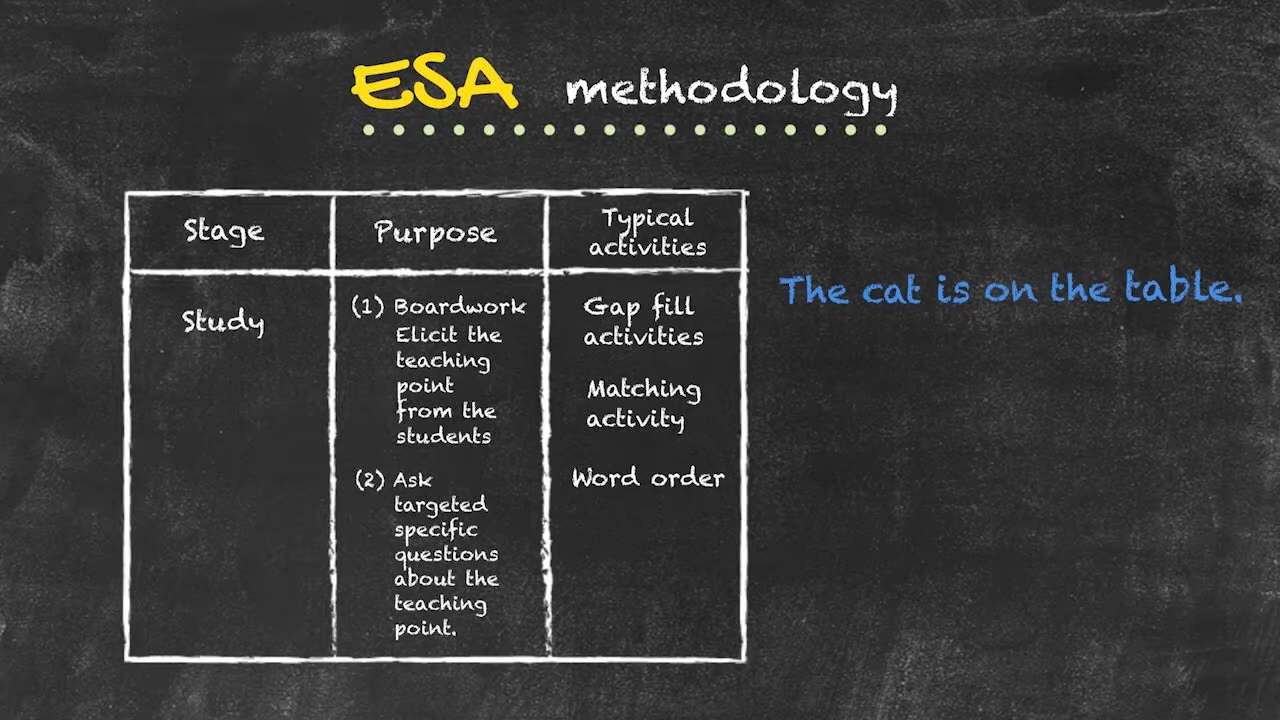 ESA methodology
Stage
Purpose
Typical
activities
Study
(1) Boardwork
Elicit the
teaching
point
from the
students
(2) Ask
targeted
specific
questions
about the
teaching
point.
Gap fill
activities
Matching
activity
Word order
The cat is on the table.